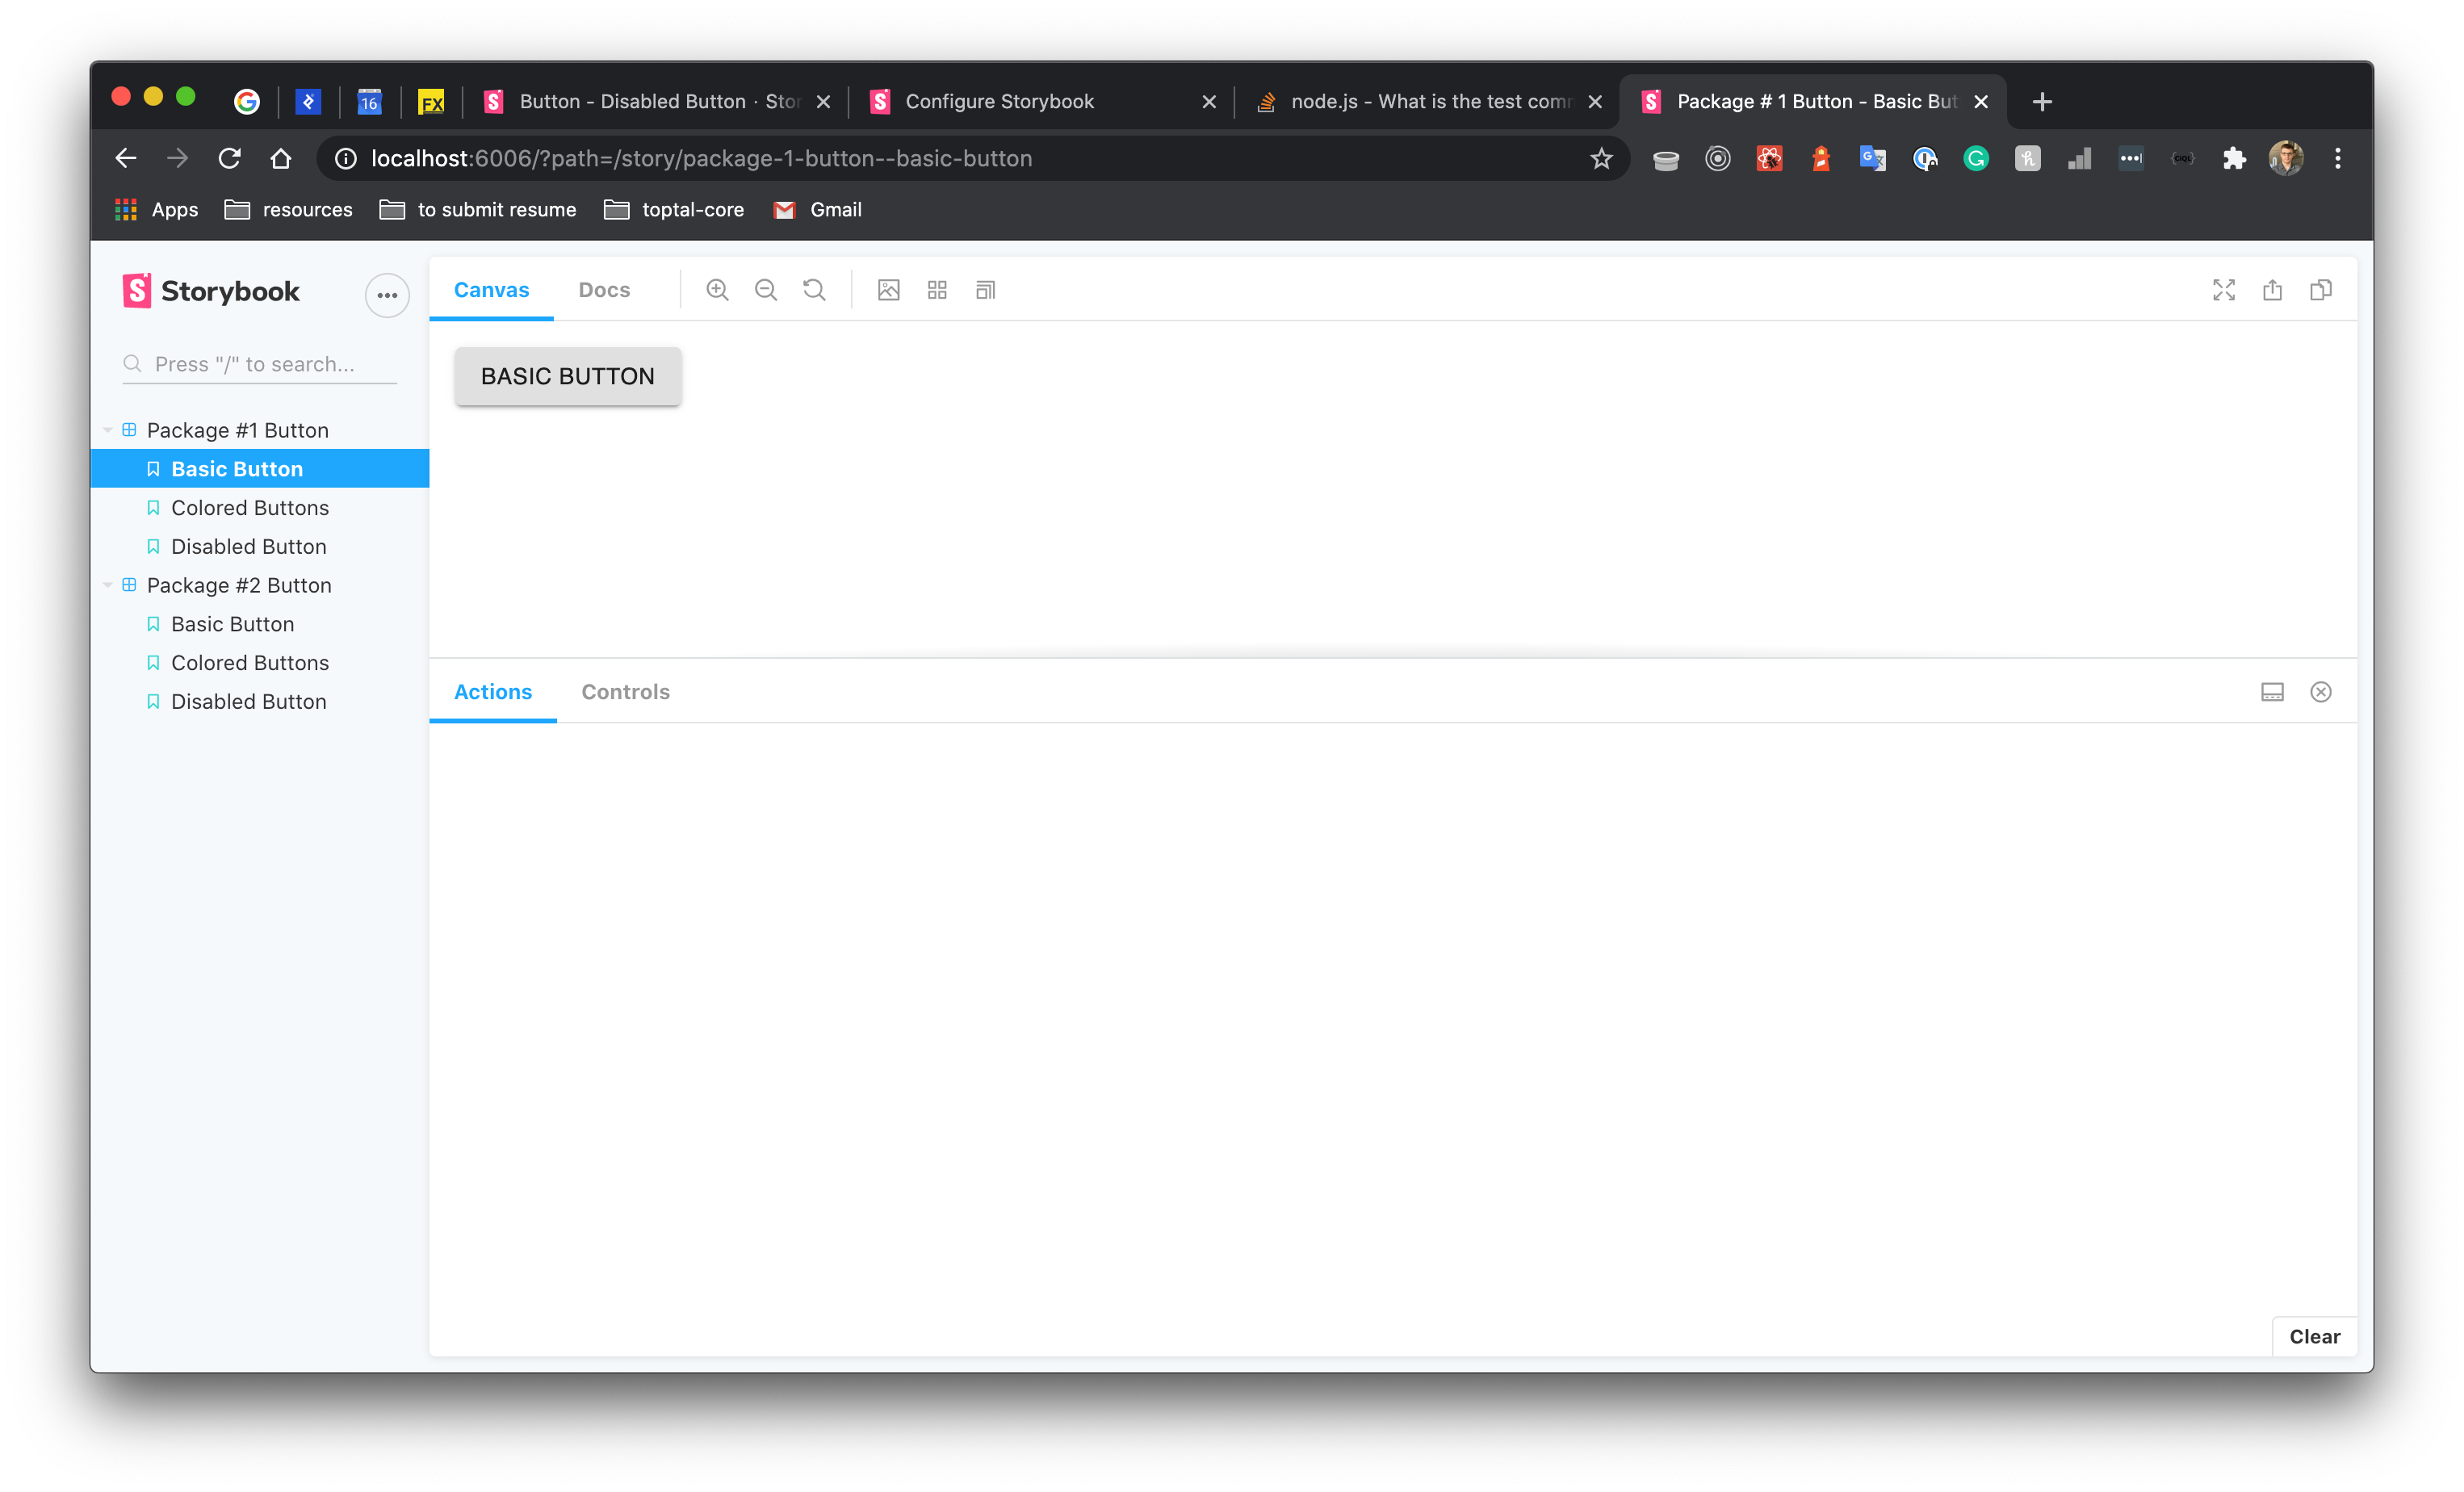 16
FX
Button - Disabled Button · Stor
Configure Storybook
node.js - What is the test comm
Package # 1 Button - Basic But
localhost:6006/?path=/story/package-1-button--basic-button
Apps
resources
to submit resume
toptal-core
Gmail
Storybook
Canvas
Docs
Press "/" to search...
BASIC BUTTON
Package #1 Button
Basic Button
Colored Buttons
Disabled Button
Package #2 Button
Basic Button
Colored Buttons
Disabled Button
Actions
Controls
Clear